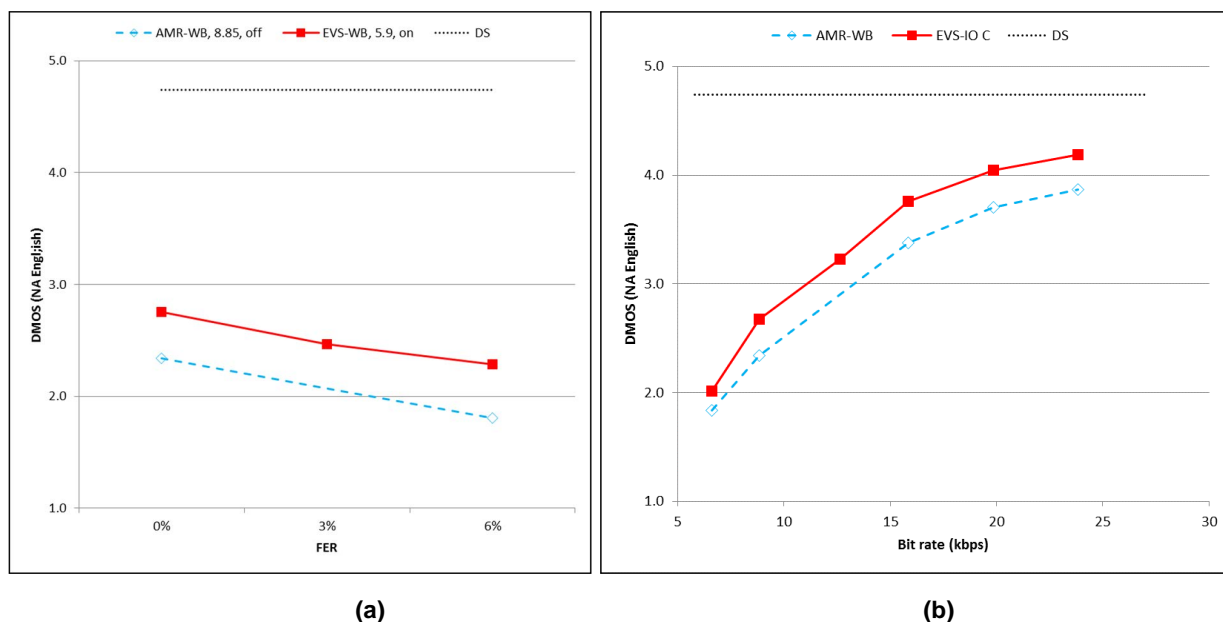 AMR-WB, 8.85, off EVS-WB, 5.9, on DS
5.0
4.0
3.0
2.0
1.0
DMOS (NA Engl;ish)
0% 3% 6%
FER
(a)
AMR-WB EVS-IO C DS
5.0
4.0
3.0
2.0
1.0
DMOS (NA English)
5 10 15 20 25 30
Bit rate (kbps)
(b)